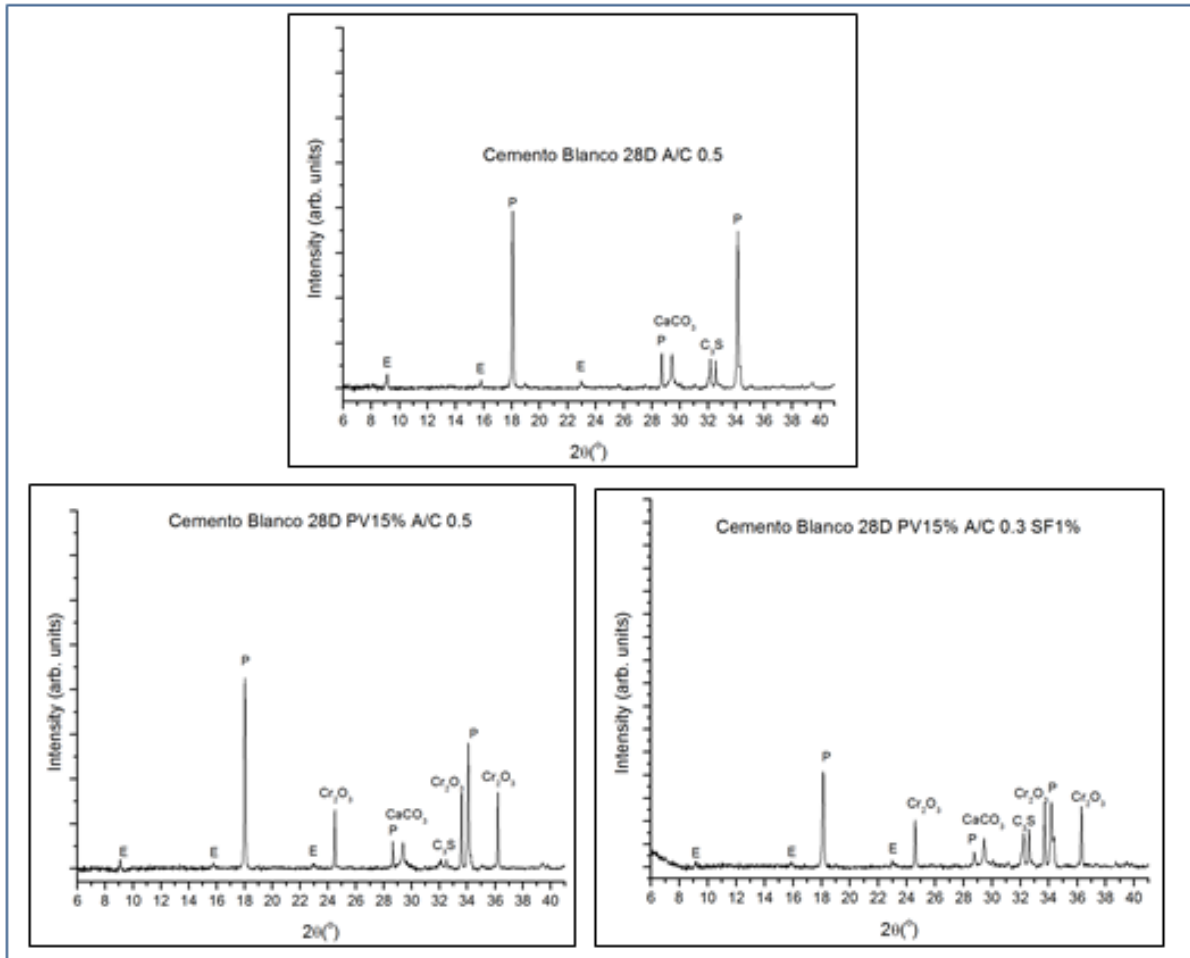 Cemento Blanco 28D A/C 0.5
Intensity (arb. units)
E
E
P
E
P
CaCO₃
C₃S
P
6 8 10 12 14 16 18 20 22 24 26 28 30 32 34 36 38 40
2θ(°)
Cemento Blanco 28D PV15% A/C 0.5
Intensity (arb. units)
E
E
P
E
Cr₂O₃
P
CaCO₃
C₃S
Cr₂O₃
P
Cr₂O₃
6 8 10 12 14 16 18 20 22 24 26 28 30 32 34 36 38 40
2θ(°)
Cemento Blanco 28D PV15% A/C 0.3 SF1%
Intensity (arb. units)
E
E
P
E
Cr₂O₃
P
CaCO₃
C₃S
Cr₂O
P
Cr₂O₃
6 8 10 12 14 16 18 20 22 24 26 28 30 32 34 36 38 40
2θ(°)